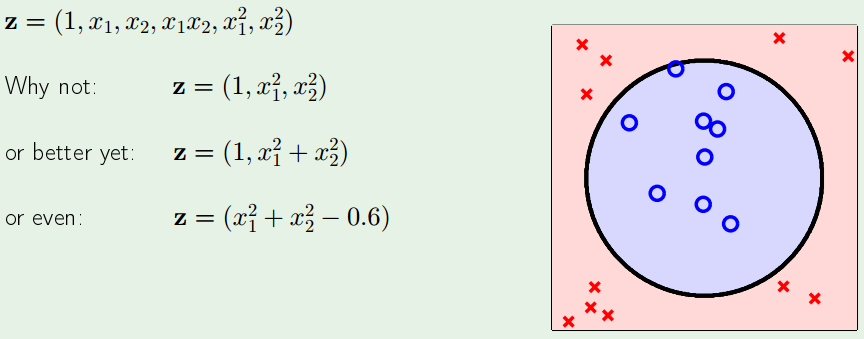 z = (1, x₁, x₂, x₁x₂, x₁², x₂²)
Why not: z = (1, x₁², x₂²)
or better yet: z = (1, x₁² + x₂²)
or even: z = (x₁² + x₂² − 0.6)